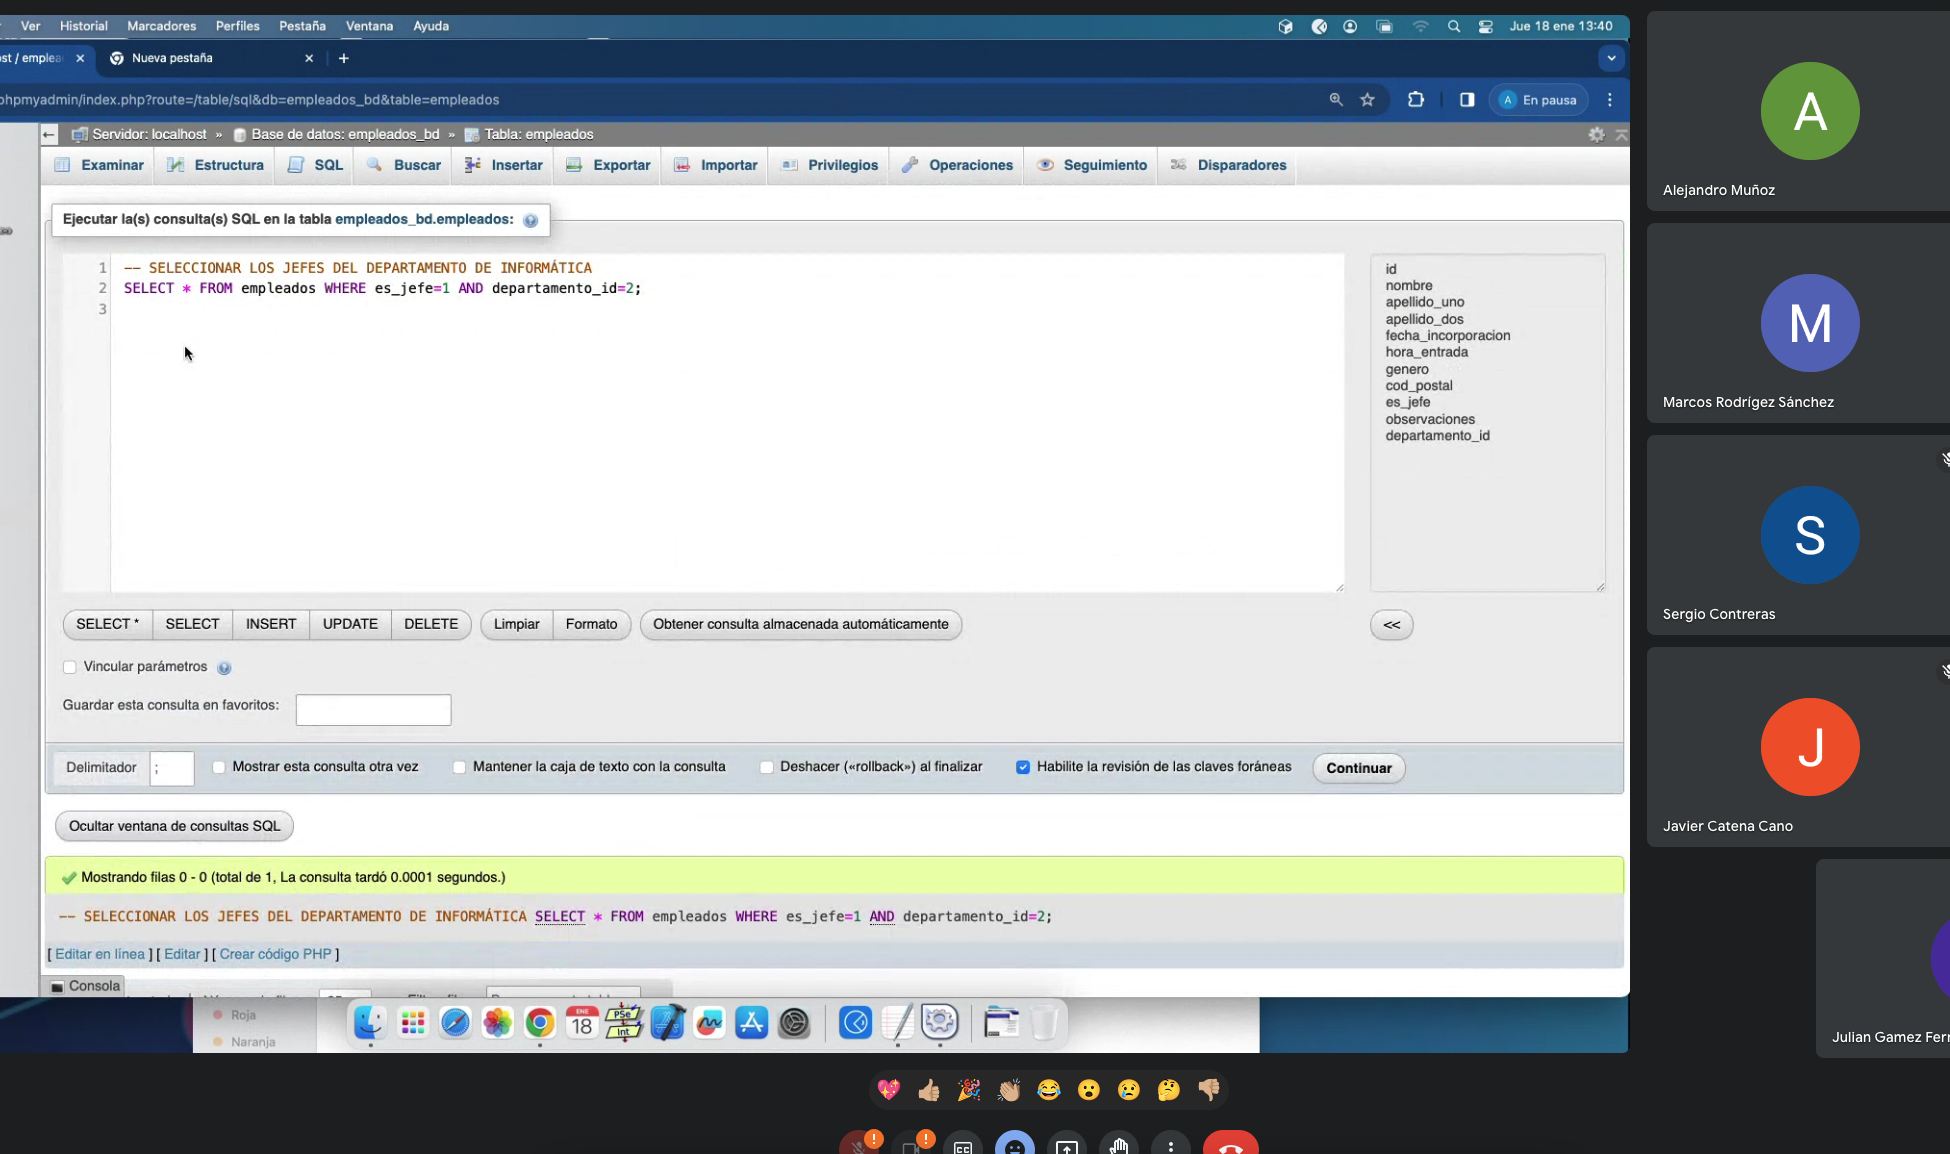 Ver Historial Marcadores Perfiles Pestaña Ventana Ayuda Jue 18 ene 13:40
Nueva pestaña
phpmyadmin/index.php?route=/table/sql&db=empleados_bd&table=empleados
A En pausa
Servidor: localhost » Base de datos: empleados_bd » Tabla: empleados
Examinar Estructura SQL Buscar Insertar Exportar Importar Privilegios Operaciones Seguimiento Disparadores
Ejecutar la(s) consulta(s) SQL en la tabla empleados_bd.empleados:
1 -- SELECCIONAR LOS JEFES DEL DEPARTAMENTO DE INFORMÁTICA
2 SELECT * FROM empleados WHERE es_jefe=1 AND departamento_id=2;
3
id
nombre
apellido_uno
apellido_dos
fecha_incorporacion
hora_entrada
genero
cod_postal
es_jefe
observaciones
departamento_id
SELECT * SELECT INSERT UPDATE DELETE Limpiar Formato Obtener consulta almacenada automáticamente <<
Vincular parámetros
Guardar esta consulta en favoritos:
Delimitador ; Mostrar esta consulta otra vez Mantener la caja de texto con la consulta Deshacer («rollback») al finalizar Habilite la revisión de las claves foráneas Continuar
Ocultar ventana de consultas SQL
Mostrando filas 0 - 0 (total de 1, La consulta tardó 0.0001 segundos.)
-- SELECCIONAR LOS JEFES DEL DEPARTAMENTO DE INFORMÁTICA SELECT * FROM empleados WHERE es_jefe=1 AND departamento_id=2;
[ Editar en línea ] [ Editar ] [ Crear código PHP ]
Consola
Roja
Naranja
ENE
18
PSe
Int
A
Alejandro Muñoz
M
Marcos Rodrígez Sánchez
S
Sergio Contreras
J
Javier Catena Cano
Julian Gamez